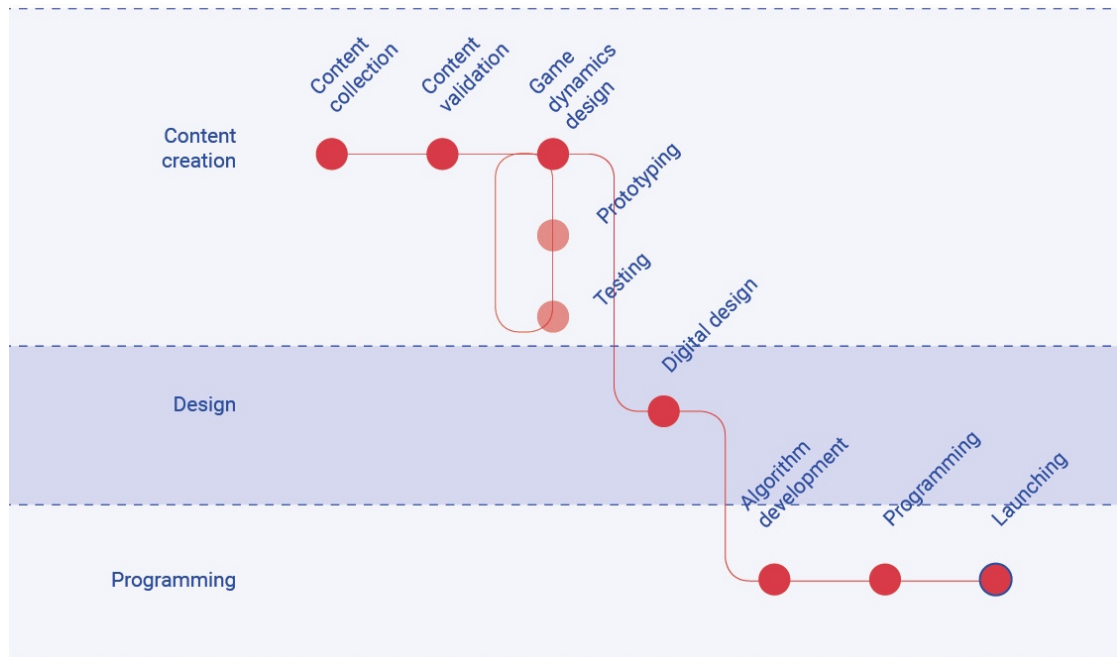 Content
collection
Content
validation
Game
dynamics
design
Content
creation
Prototyping
Testing
Digital design
Design
Algorithm
development
Programming
Launching
Programming